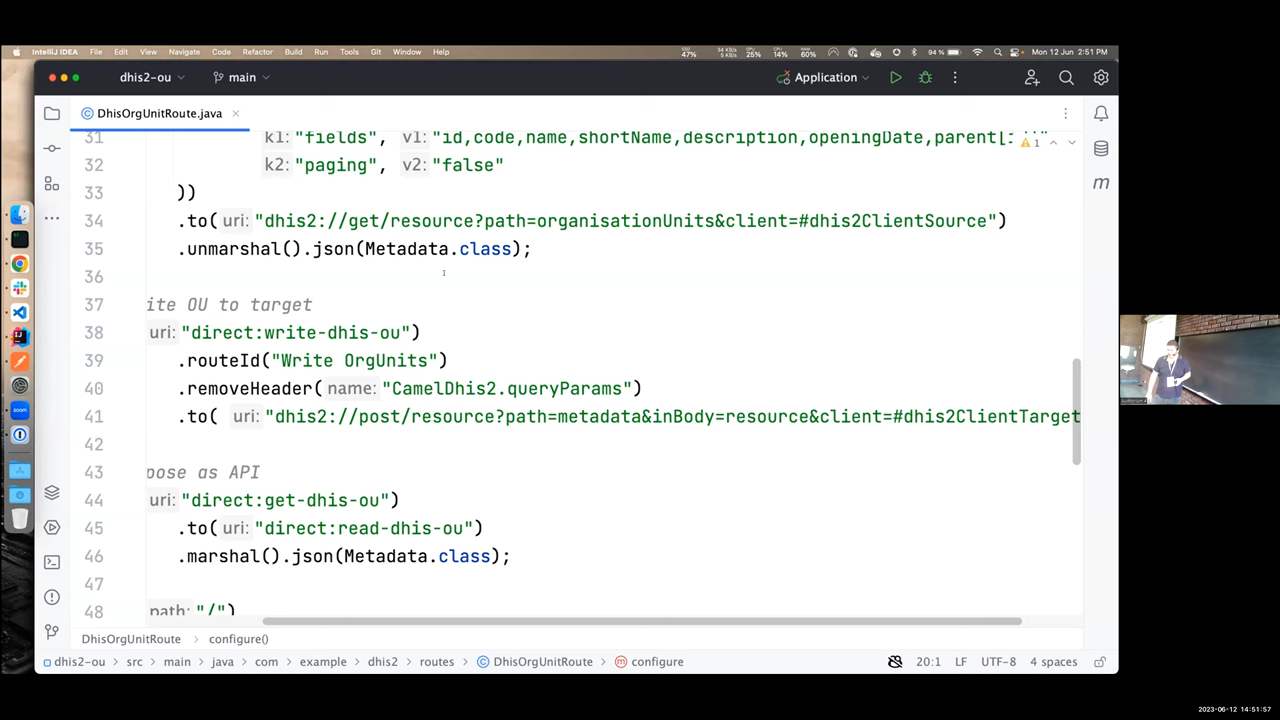 IntelliJ IDEA File Edit View Navigate Code Refactor Build Run Tools Git Window Help 47% 94 % Mon 12 Jun 2:51 PM
dhis2-ou main Application
DhisOrgUnitRoute.java
31 k1: "fields", v1: "id,code,name,shortName,description,openingDate,parent[ 1
32 k2: "paging", v2: "false"
33 ))
34 .to( uri: "dhis2://get/resource?path=organisationUnits&client=#dhis2ClientSource")
35 .unmarshal().json(Metadata.class);
36
37 ite OU to target
38 uri: "direct:write-dhis-ou")
39 .routeId("Write OrgUnits")
40 .removeHeader( name: "CamelDhis2.queryParams")
41 .to( uri: "dhis2://post/resource?path=metadata&inBody=resource&client=#dhis2ClientTarget
42
43 pose as API
44 uri: "direct:get-dhis-ou")
45 .to( uri: "direct:read-dhis-ou")
46 .marshal().json(Metadata.class);
47
48 path: "/")
DhisOrgUnitRoute configure()
dhis2-ou src main java com example dhis2 routes DhisOrgUnitRoute configure 20:1 LF UTF-8 4 spaces
2023-06-12 14:51:57